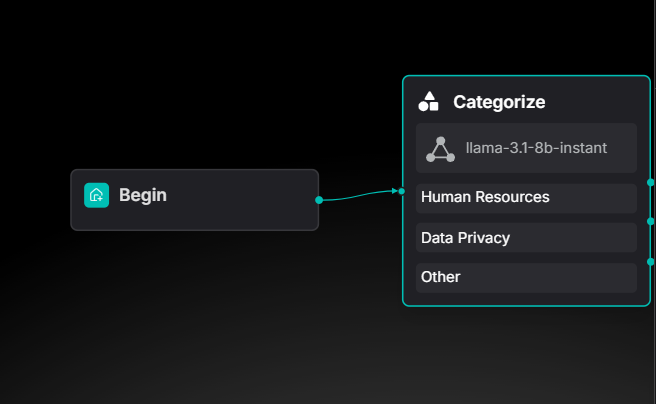 Begin
Categorize
llama-3.1-8b-instant
Human Resources
Data Privacy
Other